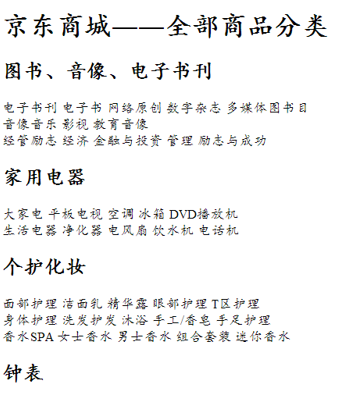 京东商城——全部商品分类
图书、音像、电子书刊
电子书刊 电子书 网络原创 数字杂志 多媒体图书目
音像音乐 影视 教育音像
经管励志 经济 金融与投资 管理 励志与成功
家用电器
大家电 平板电视 空调 冰箱 DVD播放机
生活电器 净化器 电风扇 饮水机 电话机
个护化妆
面部护理 洁面乳 精华露 眼部护理 T区护理
身体护理 洗发护发 沐浴 手工/香皂 手足护理
香水SPA 女士香水 男士香水 组合套装 迷你香水
钟表